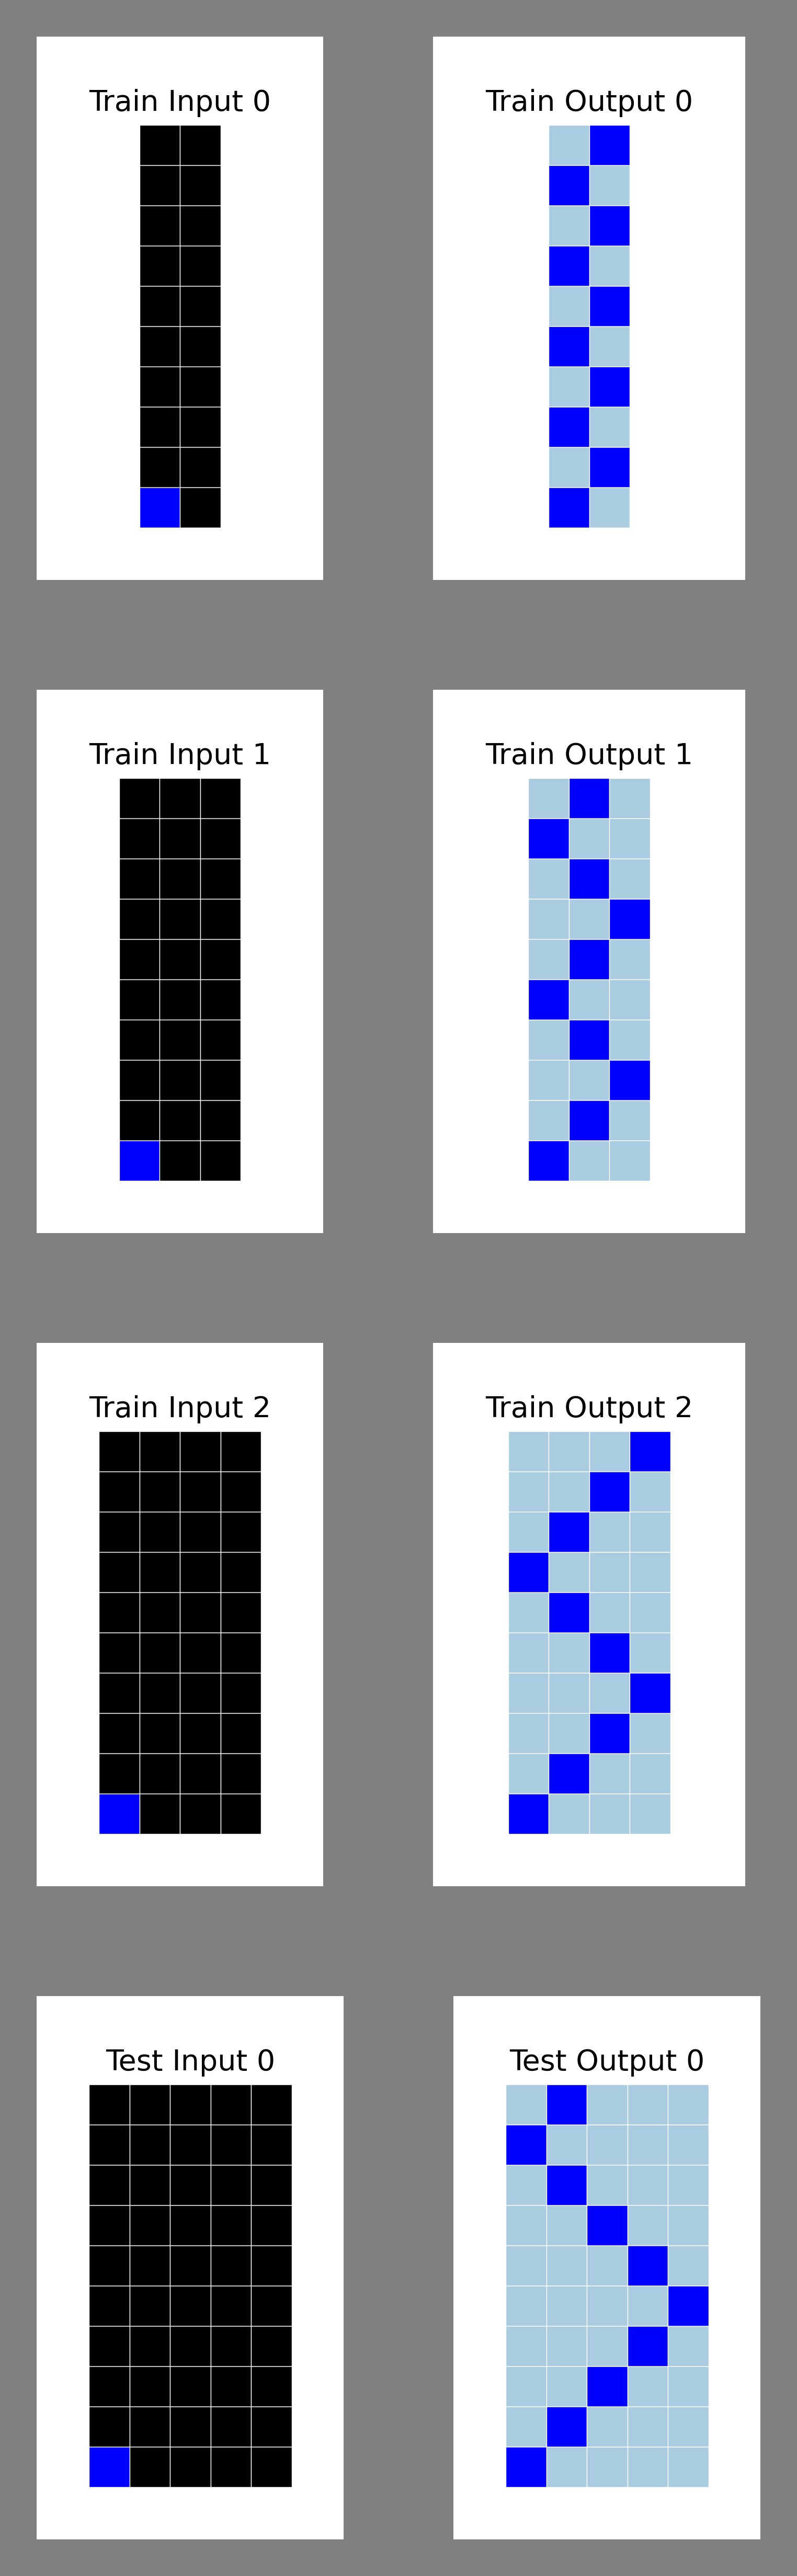 Train Input 0
Train Output 0
Train Input 1
Train Output 1
Train Input 2
Train Output 2
Test Input 0
Test Output 0